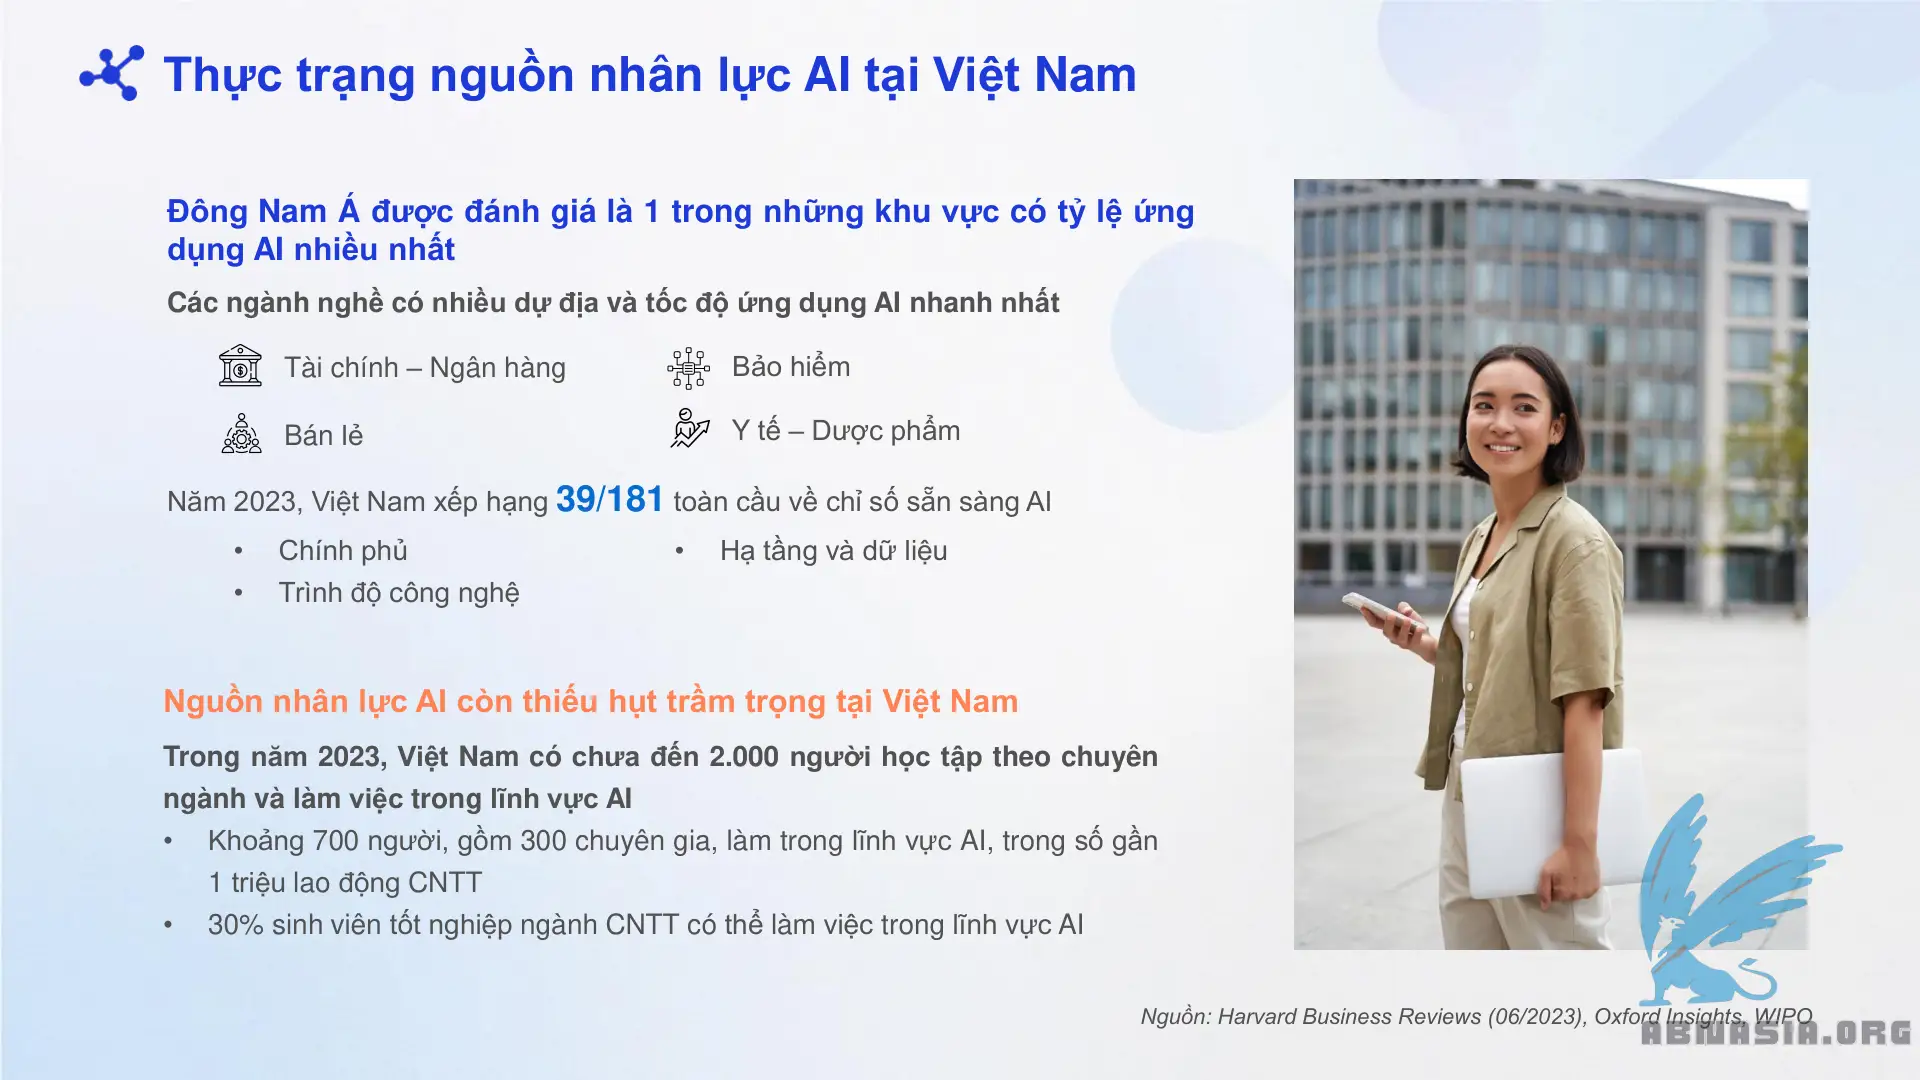 Thực trạng nguồn nhân lực AI tại Việt Nam
Đông Nam Á được đánh giá là 1 trong những khu vực có tỷ lệ ứng
dụng AI nhiều nhất
Các ngành nghề có nhiều dự địa và tốc độ ứng dụng AI nhanh nhất
Tài chính – Ngân hàng
Bảo hiểm
Bán lẻ
Y tế – Dược phẩm
Năm 2023, Việt Nam xếp hạng 39/181 toàn cầu về chỉ số sẵn sàng AI
• Chính phủ
• Hạ tầng và dữ liệu
• Trình độ công nghệ
Nguồn nhân lực AI còn thiếu hụt trầm trọng tại Việt Nam
Trong năm 2023, Việt Nam có chưa đến 2.000 người học tập theo chuyên
ngành và làm việc trong lĩnh vực AI
• Khoảng 700 người, gồm 300 chuyên gia, làm trong lĩnh vực AI, trong số gần
1 triệu lao động CNTT
• 30% sinh viên tốt nghiệp ngành CNTT có thể làm việc trong lĩnh vực AI
Nguồn: Harvard Business Reviews (06/2023), Oxford Insights, WIPO
ABNASIA.ORG